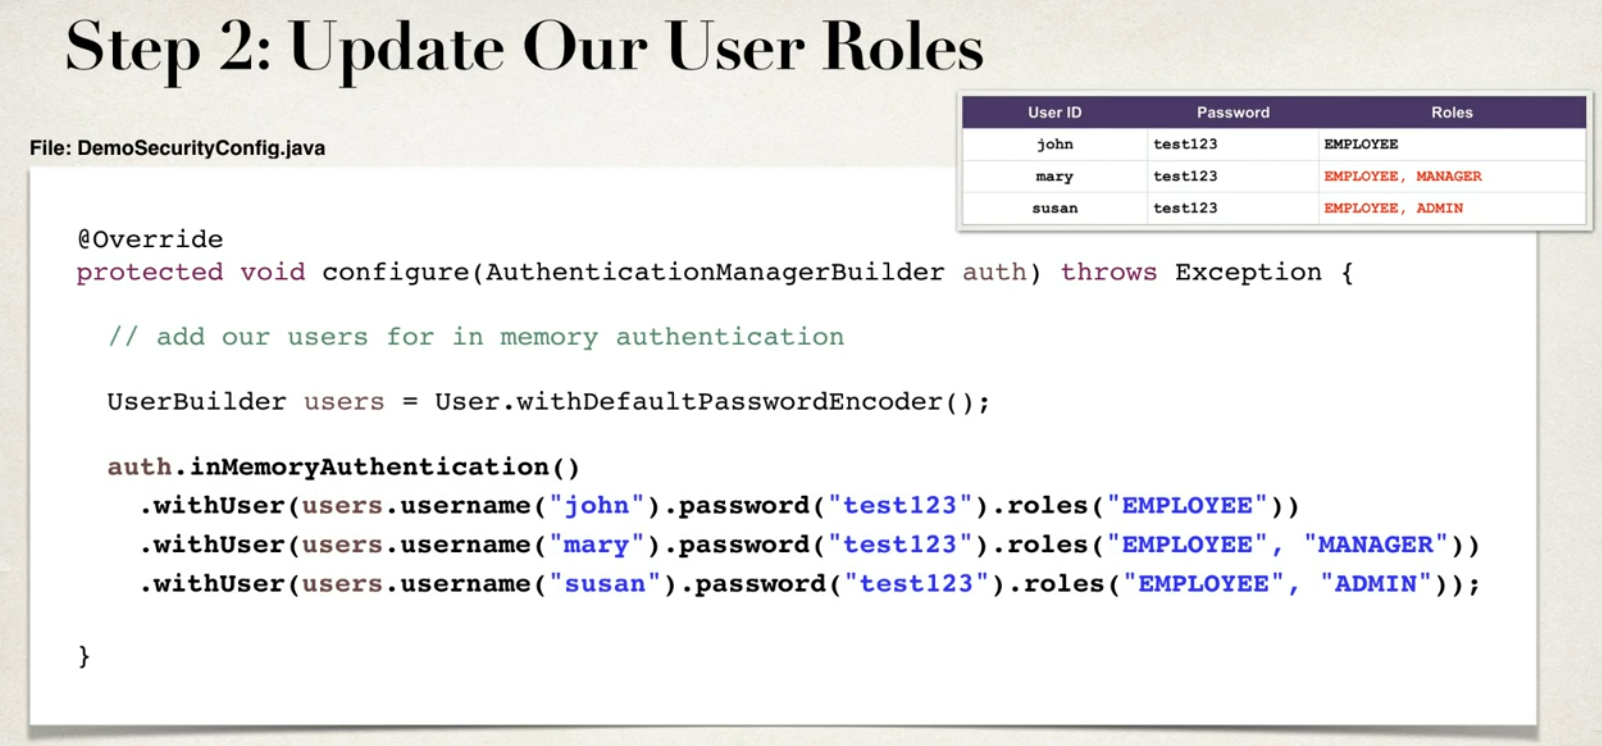 Step 2: Update Our User Roles
User ID Password Roles
john test123 EMPLOYEE
mary test123 EMPLOYEE, MANAGER
susan test123 EMPLOYEE, ADMIN
File: DemoSecurityConfig.java
@Override
protected void configure(AuthenticationManagerBuilder auth) throws Exception {
// add our users for in memory authentication
UserBuilder users = User.withDefaultPasswordEncoder();
auth.inMemoryAuthentication()
.withUser(users.username("john").password("test123").roles("EMPLOYEE"))
.withUser(users.username("mary").password("test123").roles("EMPLOYEE", "MANAGER"))
.withUser(users.username("susan").password("test123").roles("EMPLOYEE", "ADMIN"));
}